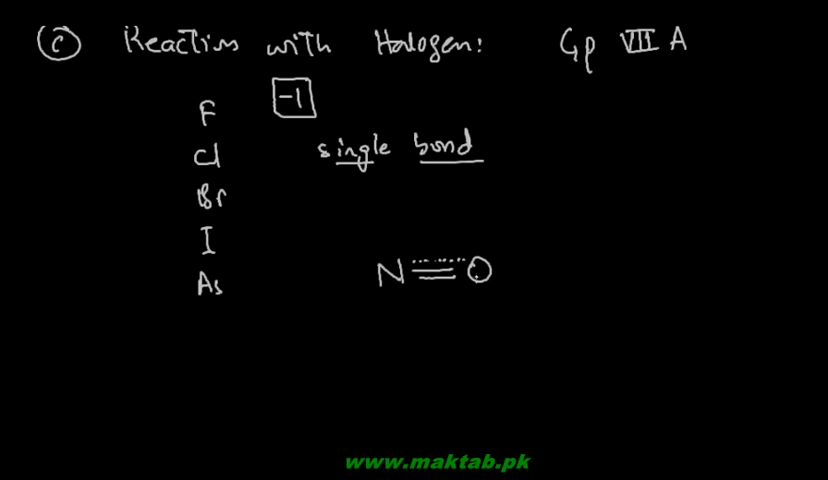 (c) Reaction with Halogen: Gp VII A
F -1
Cl single bond
Br
I
As N≡O
www.maktab.pk